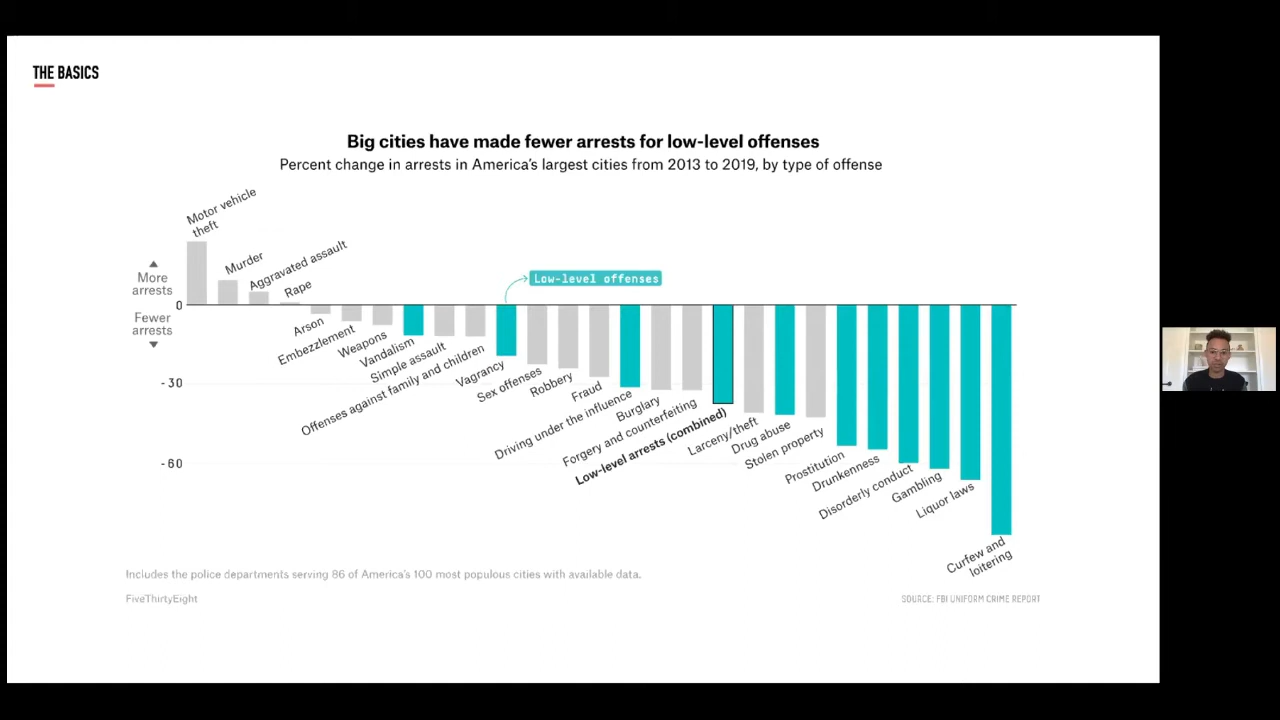 THE BASICS
Big cities have made fewer arrests for low-level offenses
Percent change in arrests in America's largest cities from 2013 to 2019, by type of offense
Motor vehicle
theft
Murder
Aggravated assault
Rape
More
arrests
0
Fewer
arrests
-30
-60
Low-level offenses
Arson
Embezzlement
Weapons
Vandalism
Simple assault
Offenses against family and children
Vagrancy
Sex offenses
Robbery
Fraud
Driving under the influence
Burglary
Forgery and counterfeiting
Low-level arrests (combined)
Larceny/theft
Drug abuse
Stolen property
Prostitution
Drunkenness
Disorderly conduct
Gambling
Liquor laws
Curfew and
loitering
Includes the police departments serving 86 of America's 100 most populous cities with available data.
FiveThirtyEight
SOURCE: FBI UNIFORM CRIME REPORT